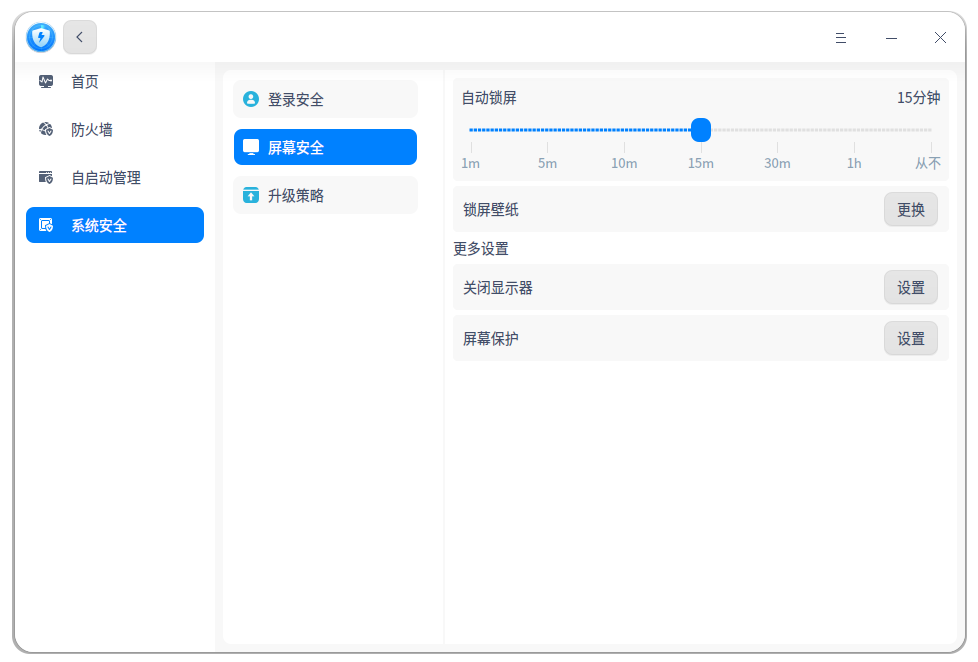 首页
防火墙
自启动管理
系统安全
登录安全
屏幕安全
升级策略
自动锁屏 15分钟
1m 5m 10m 15m 30m 1h 从不
锁屏壁纸 更换
更多设置
关闭显示器 设置
屏幕保护 设置